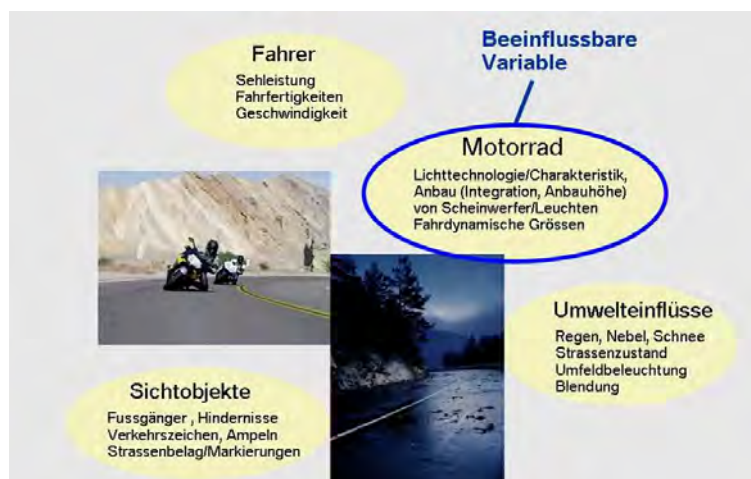 Fahrer
Sehleistung
Fahrfertigkeiten
Geschwindigkeit
Beeinflussbare
Variable
Motorrad
Lichttechnologie/Charakteristik,
Anbau (Integration, Anbauhöhe)
von Scheinwerfer/Leuchten
Fahrdynamische Grössen
Umwelteinflüsse
Regen, Nebel, Schnee
Strassenzustand
Umfeldbeleuchtung
Blendung
Sichtobjekte
Fussgänger , Hindernisse
Verkehrszeichen, Ampeln
Strassenbelag/Markierungen